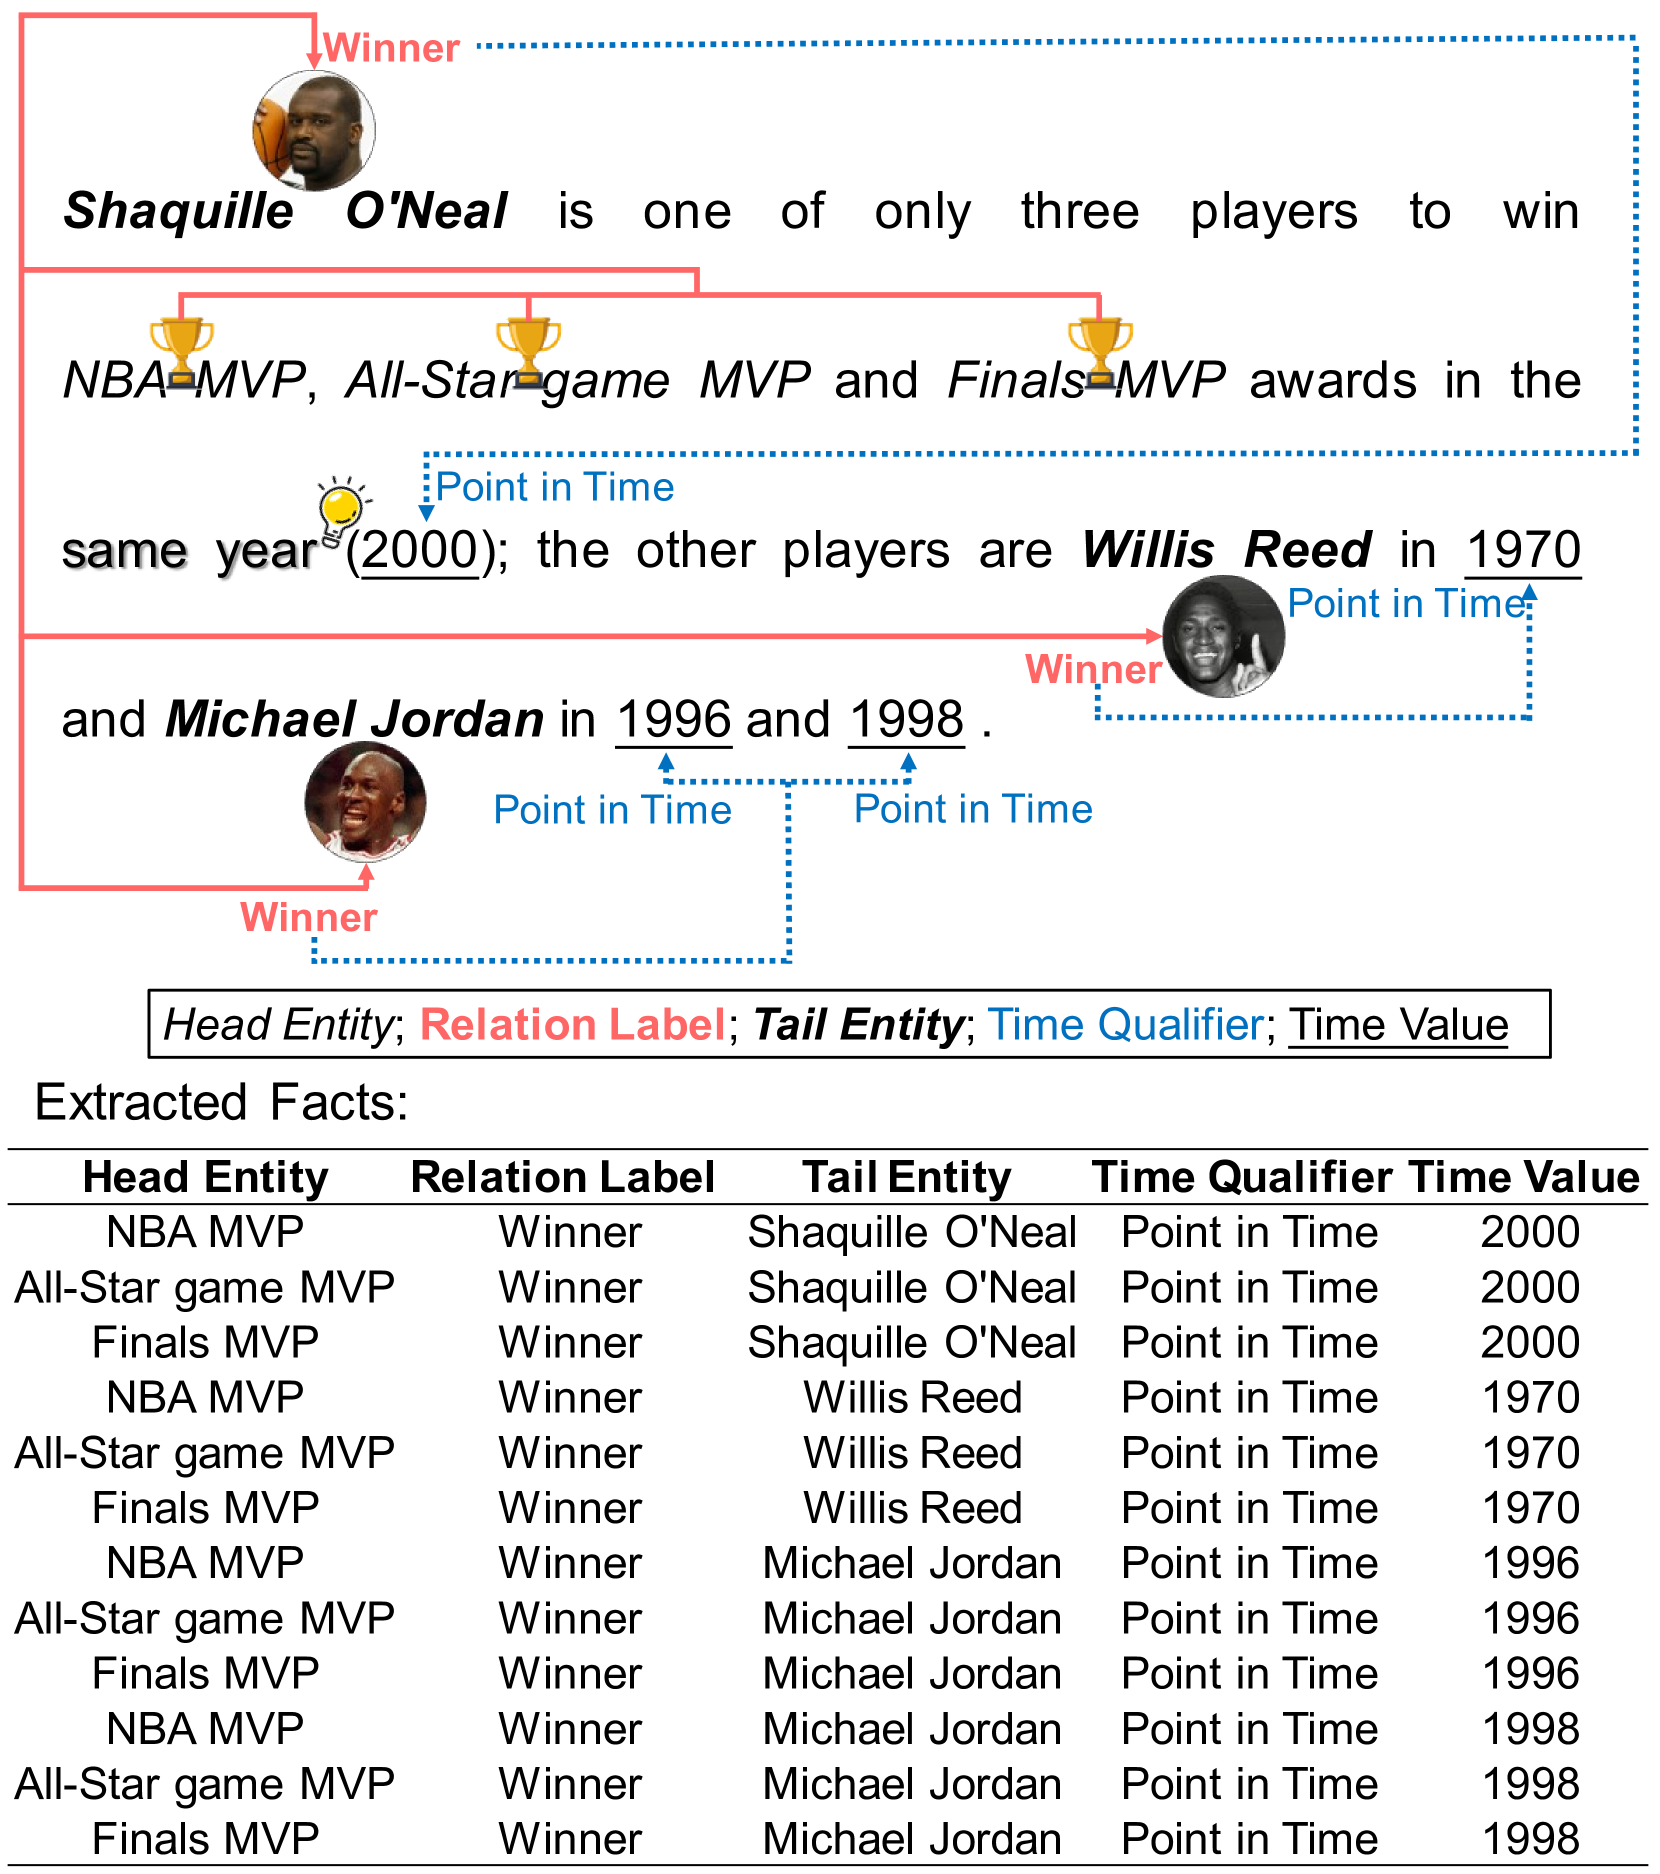 Winner
Shaquille O'Neal is one of only three players to win
NBA MVP, All-Star game MVP and Finals MVP awards in the
Point in Time
same year (2000); the other players are Willis Reed in 1970
Point in Time
Winner
and Michael Jordan in 1996 and 1998 .
Point in Time Point in Time
Winner
Head Entity; Relation Label; Tail Entity; Time Qualifier; Time Value
Extracted Facts:
Head Entity Relation Label Tail Entity Time Qualifier Time Value
NBA MVP Winner Shaquille O'Neal Point in Time 2000
All-Star game MVP Winner Shaquille O'Neal Point in Time 2000
Finals MVP Winner Shaquille O'Neal Point in Time 2000
NBA MVP Winner Willis Reed Point in Time 1970
All-Star game MVP Winner Willis Reed Point in Time 1970
Finals MVP Winner Willis Reed Point in Time 1970
NBA MVP Winner Michael Jordan Point in Time 1996
All-Star game MVP Winner Michael Jordan Point in Time 1996
Finals MVP Winner Michael Jordan Point in Time 1996
NBA MVP Winner Michael Jordan Point in Time 1998
All-Star game MVP Winner Michael Jordan Point in Time 1998
Finals MVP Winner Michael Jordan Point in Time 1998